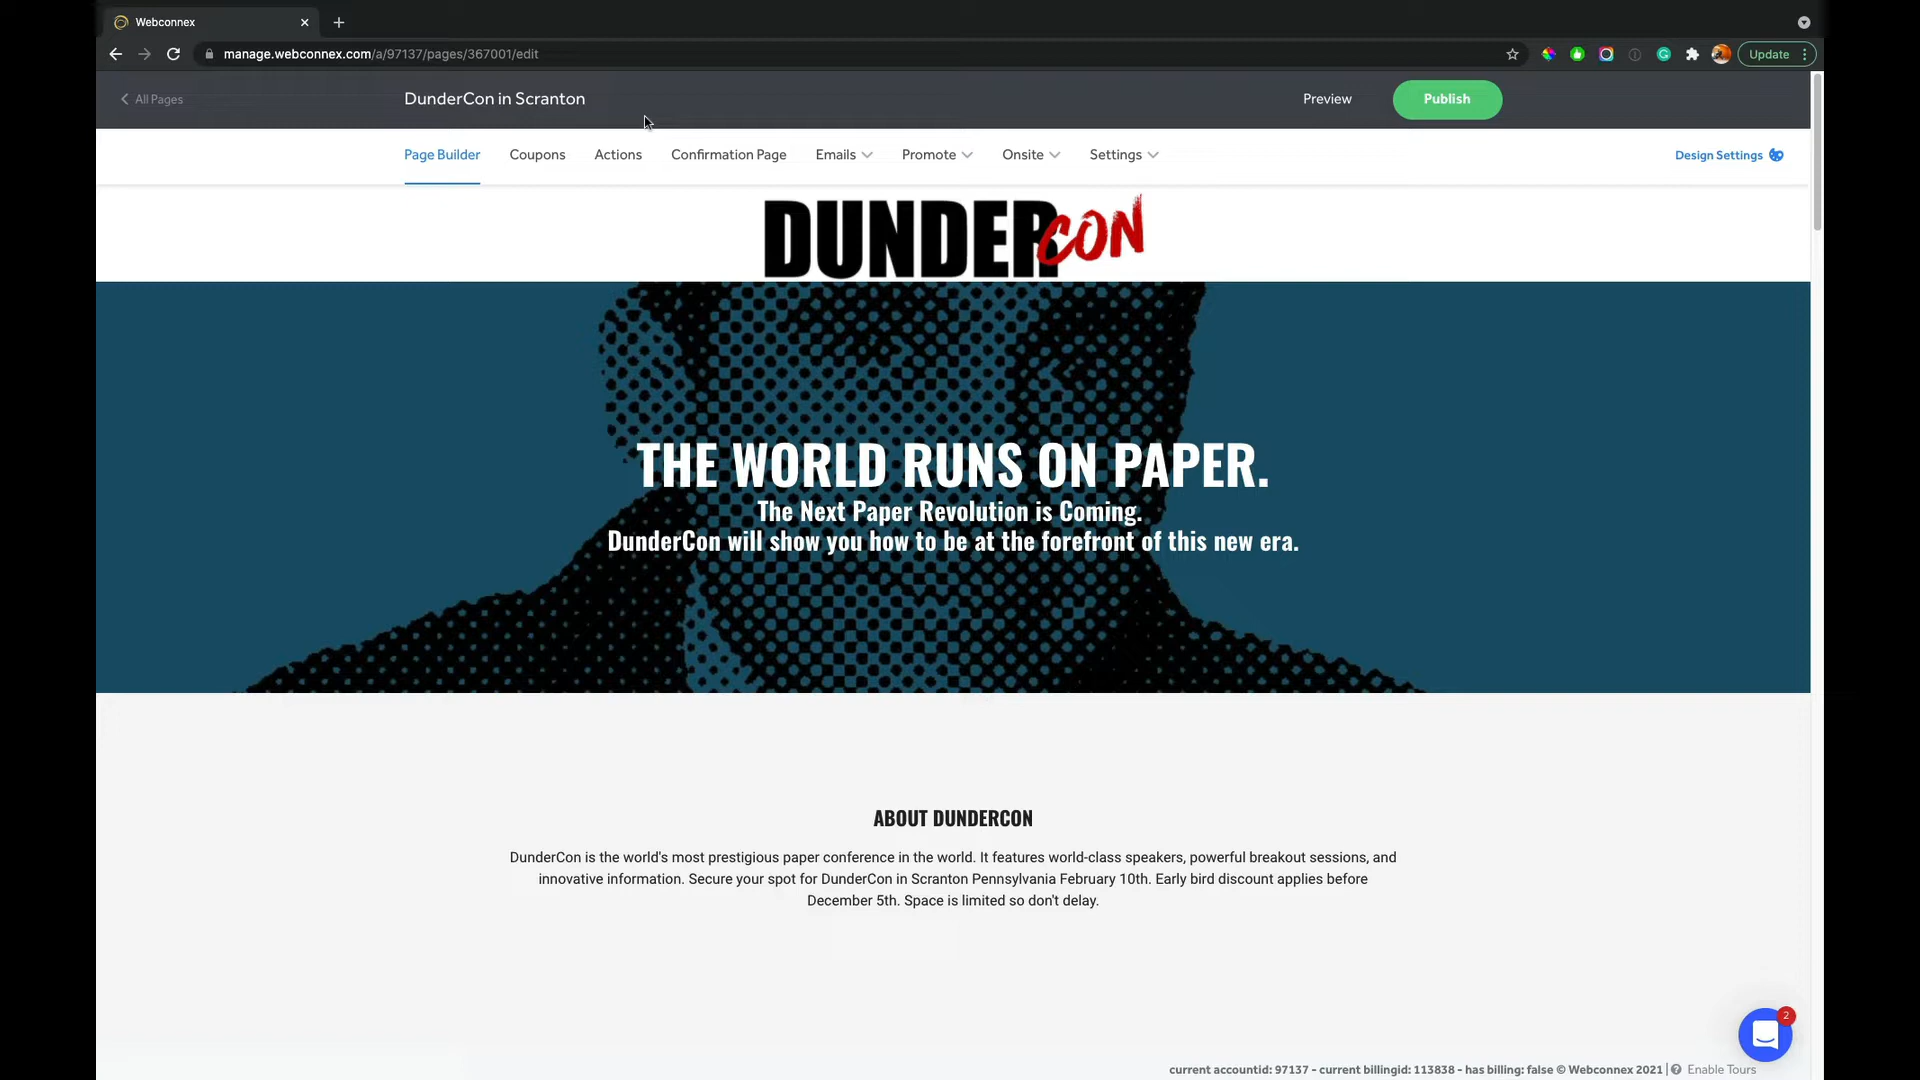 Webconnex
manage.webconnex.com/a/97137/pages/367001/edit
Update
All Pages
DunderCon in Scranton
Preview
Publish
Page Builder
Coupons
Actions
Confirmation Page
Emails
Promote
Onsite
Settings
Design Settings
DUNDERCON
THE WORLD RUNS ON PAPER.
The Next Paper Revolution is Coming.
DunderCon will show you how to be at the forefront of this new era.
ABOUT DUNDERCON
DunderCon is the world's most prestigious paper conference in the world. It features world-class speakers, powerful breakout sessions, and
innovative information. Secure your spot for DunderCon in Scranton Pennsylvania February 10th. Early bird discount applies before
December 5th. Space is limited so don't delay.
2
current accountid: 97137 - current billingid: 113838 - has billing: false © Webconnex 2021 | Enable Tours